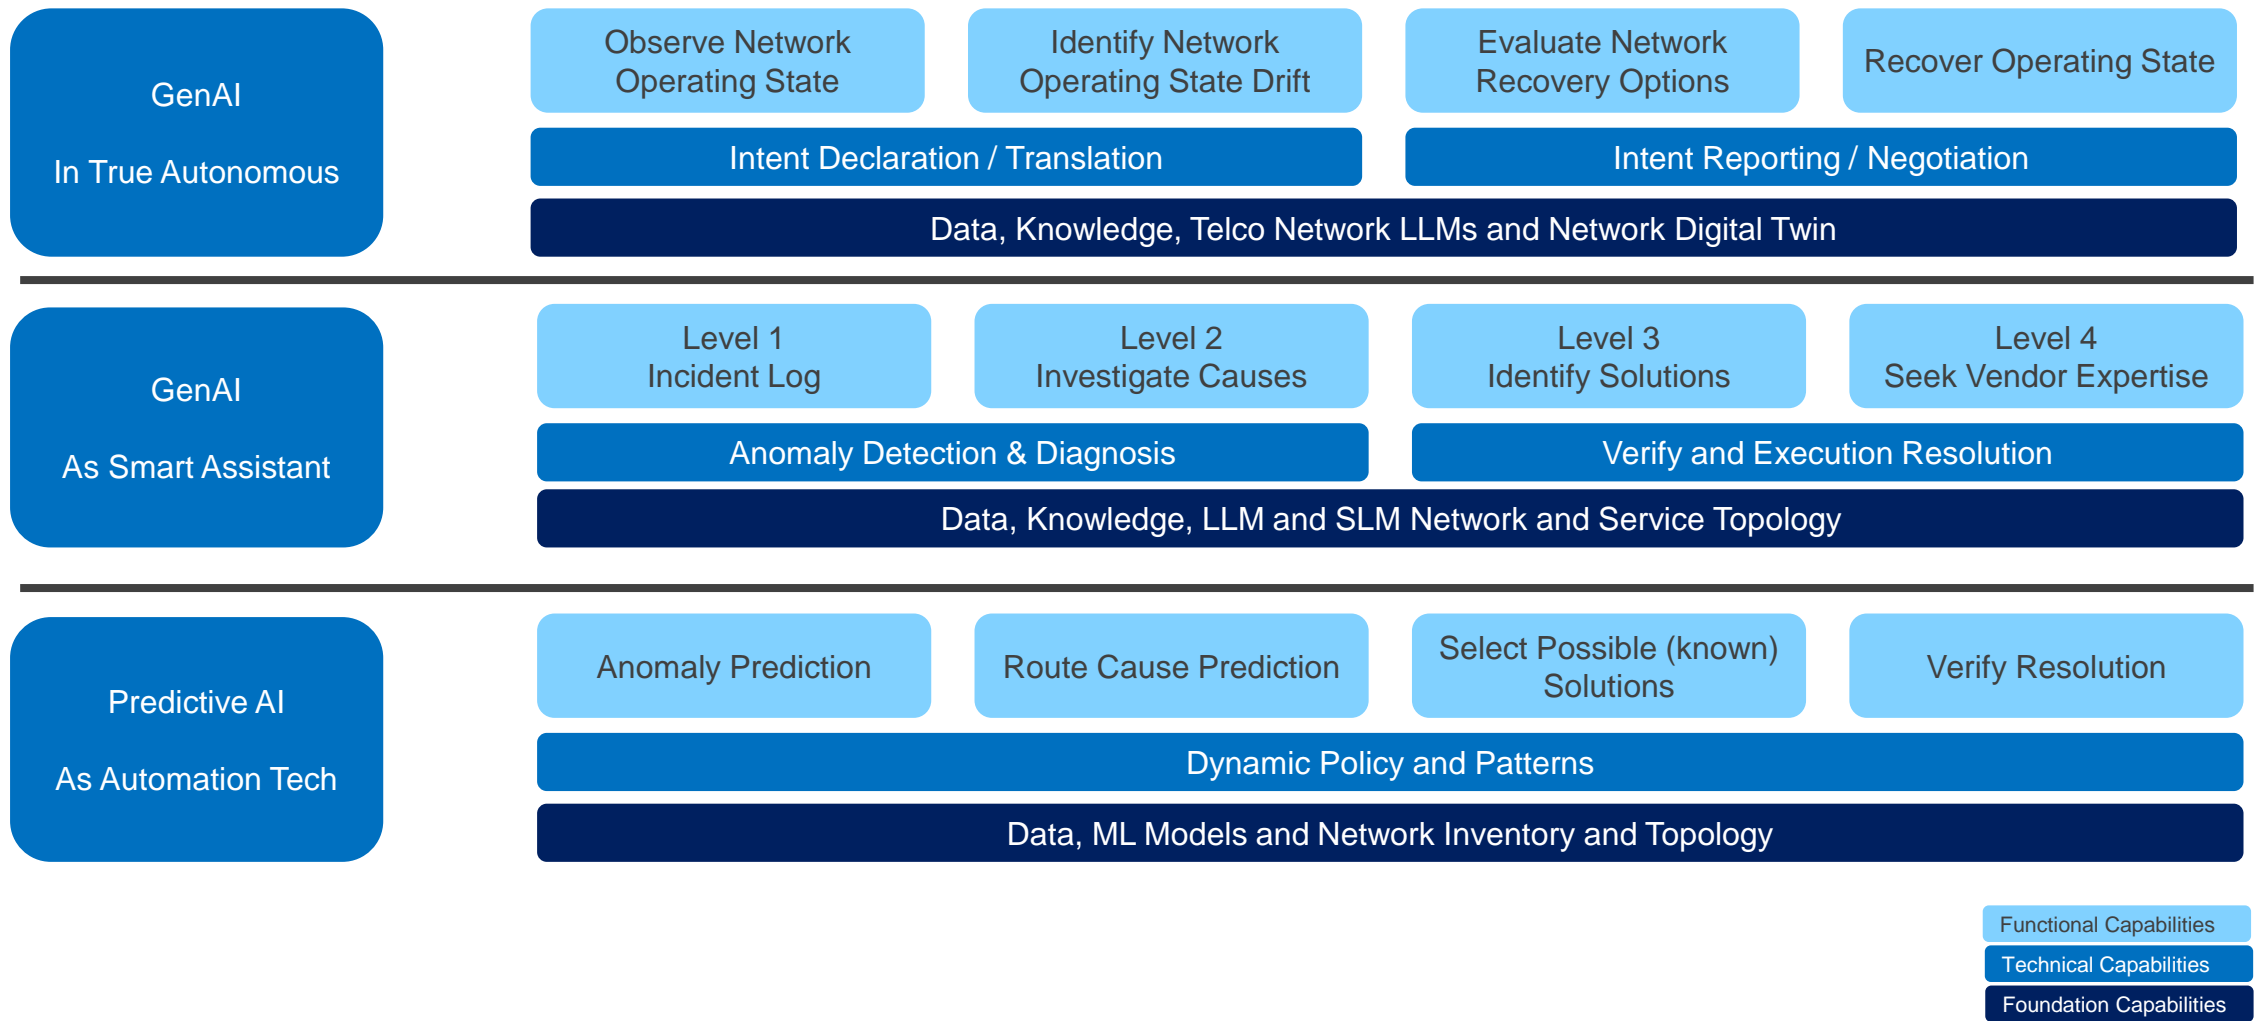 GenAI
In True Autonomous
Observe Network
Operating State
Identify Network
Operating State Drift
Evaluate Network
Recovery Options
Recover Operating State
Intent Declaration / Translation
Intent Reporting / Negotiation
Data, Knowledge, Telco Network LLMs and Network Digital Twin
GenAI
As Smart Assistant
Level 1
Incident Log
Level 2
Investigate Causes
Level 3
Identify Solutions
Level 4
Seek Vendor Expertise
Anomaly Detection & Diagnosis
Verify and Execution Resolution
Data, Knowledge, LLM and SLM Network and Service Topology
Predictive AI
As Automation Tech
Anomaly Prediction
Route Cause Prediction
Select Possible (known)
Solutions
Verify Resolution
Dynamic Policy and Patterns
Data, ML Models and Network Inventory and Topology
Functional Capabilities
Technical Capabilities
Foundation Capabilities